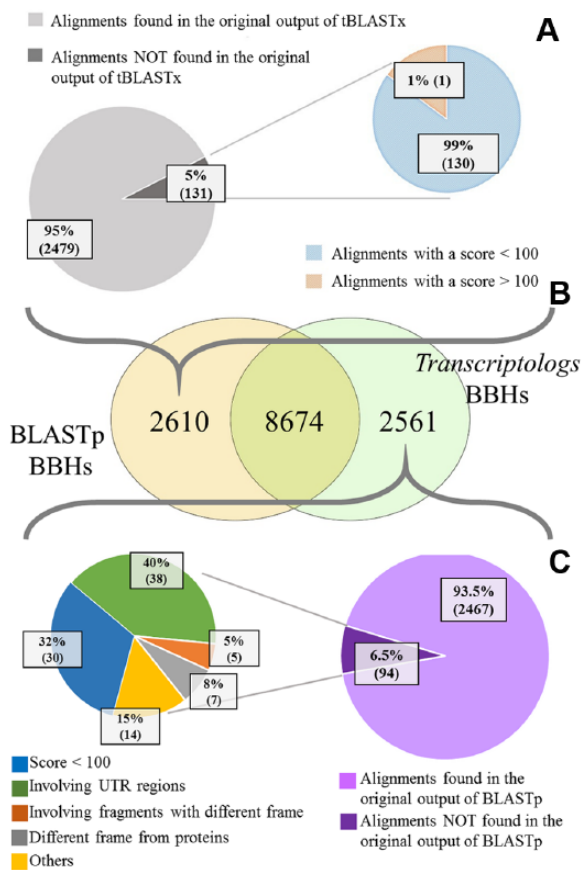 Alignments found in the original output of tBLASTx
Alignments NOT found in the original
output of tBLASTx
A
1% (1)
99%
(130)
5%
(131)
95%
(2479)
Alignments with a score < 100
Alignments with a score > 100
B
Transcriptologs
BBHs
2610
8674
2561
BLASTp
BBHs
C
40%
(38)
93.5%
(2467)
32%
(30)
5%
(5)
6.5%
(94)
8%
(7)
15%
(14)
Score < 100
Involving UTR regions
Involving fragments with different frame
Different frame from proteins
Others
Alignments found in the
original output of BLASTp
Alignments NOT found in the
original output of BLASTp